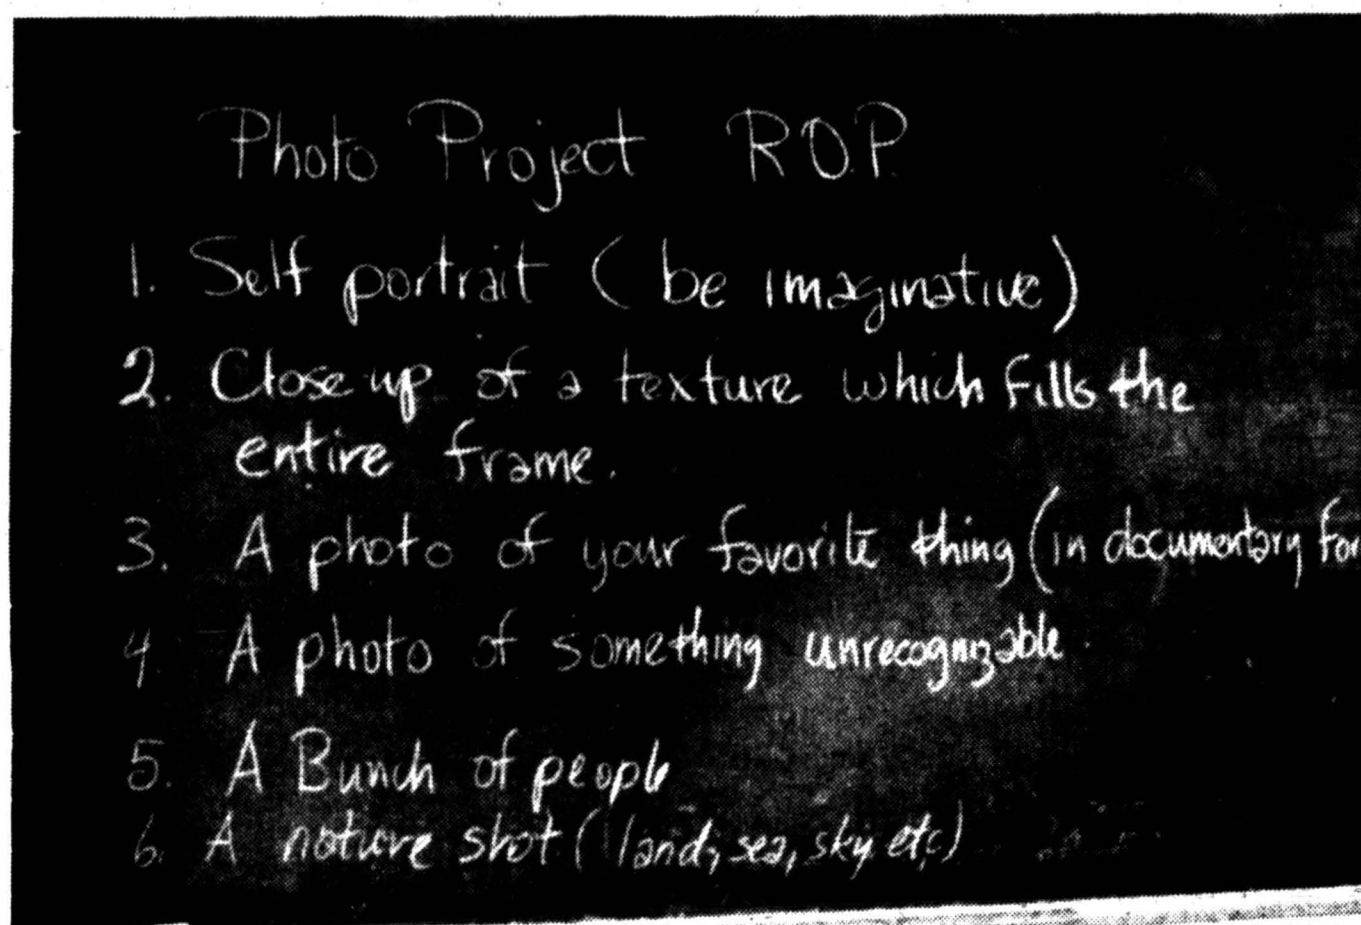 Photo Project R.O.P.
1. Self portrait (be imaginative)
2. Close-up of a texture which fills the
entire frame.
3. A photo of your favorite thing (in documentary for
4. A photo of something unrecognizable.
5. A Bunch of people
6. A nature shot (land, sea, sky etc)